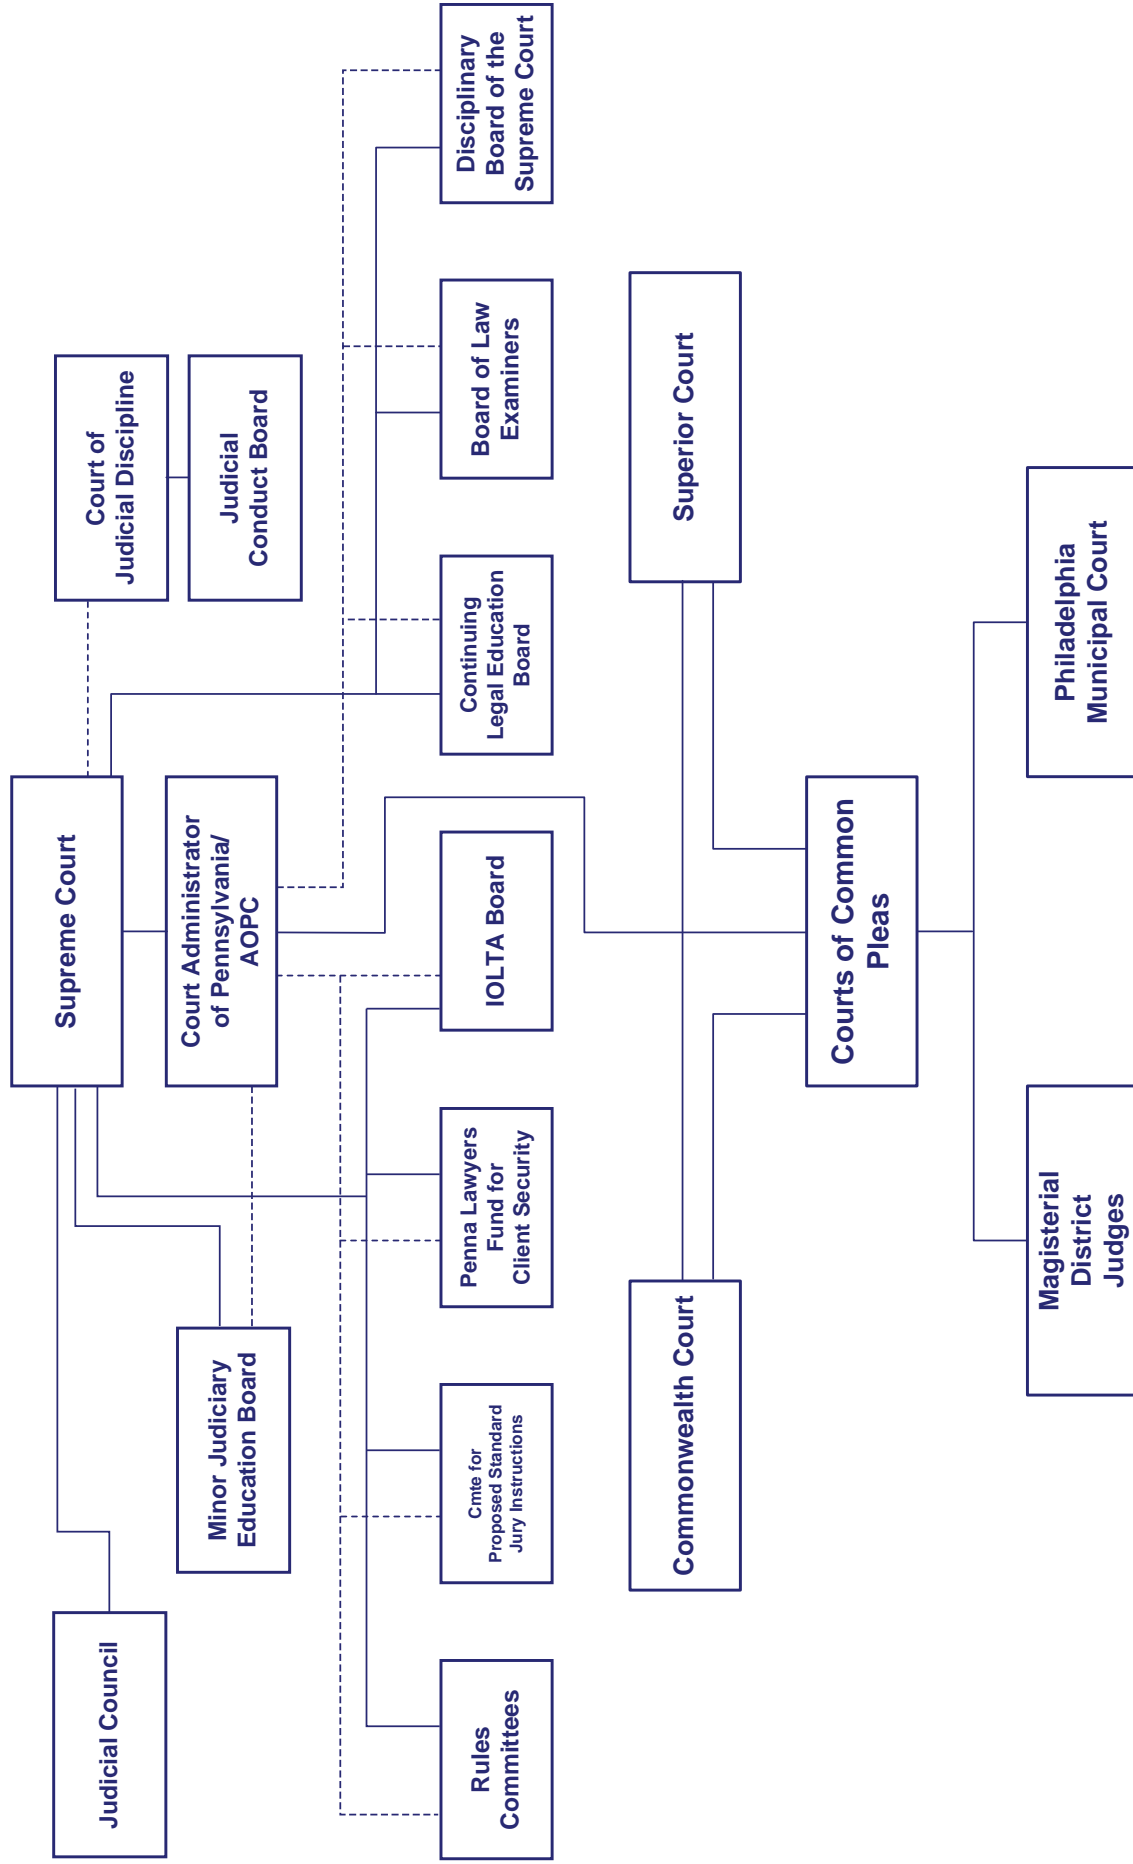 Supreme Court
Judicial Council
Court of
Judicial Discipline
Court Administrator
of Pennsylvania/
AOPC
Minor Judiciary
Education Board
Judicial
Conduct Board
Rules
Committees
Cmte for
Proposed Standard
Jury Instructions
Penna Lawyers
Fund for
Client Security
IOLTA Board
Continuing
Legal Education
Board
Board of Law
Examiners
Disciplinary
Board of the
Supreme Court
Commonwealth Court
Superior Court
Courts of Common
Pleas
Magisterial
District
Judges
Philadelphia
Municipal Court